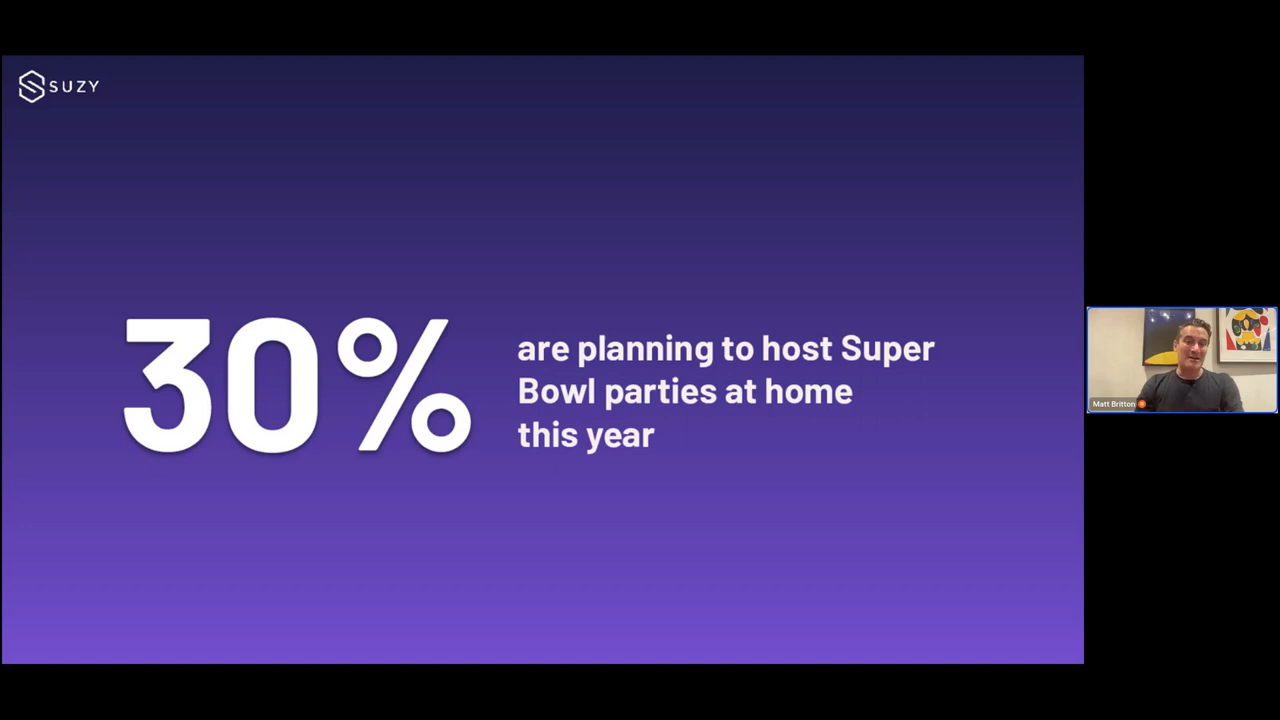 SUZY
30%
are planning to host Super
Bowl parties at home
this year
Matt Britton